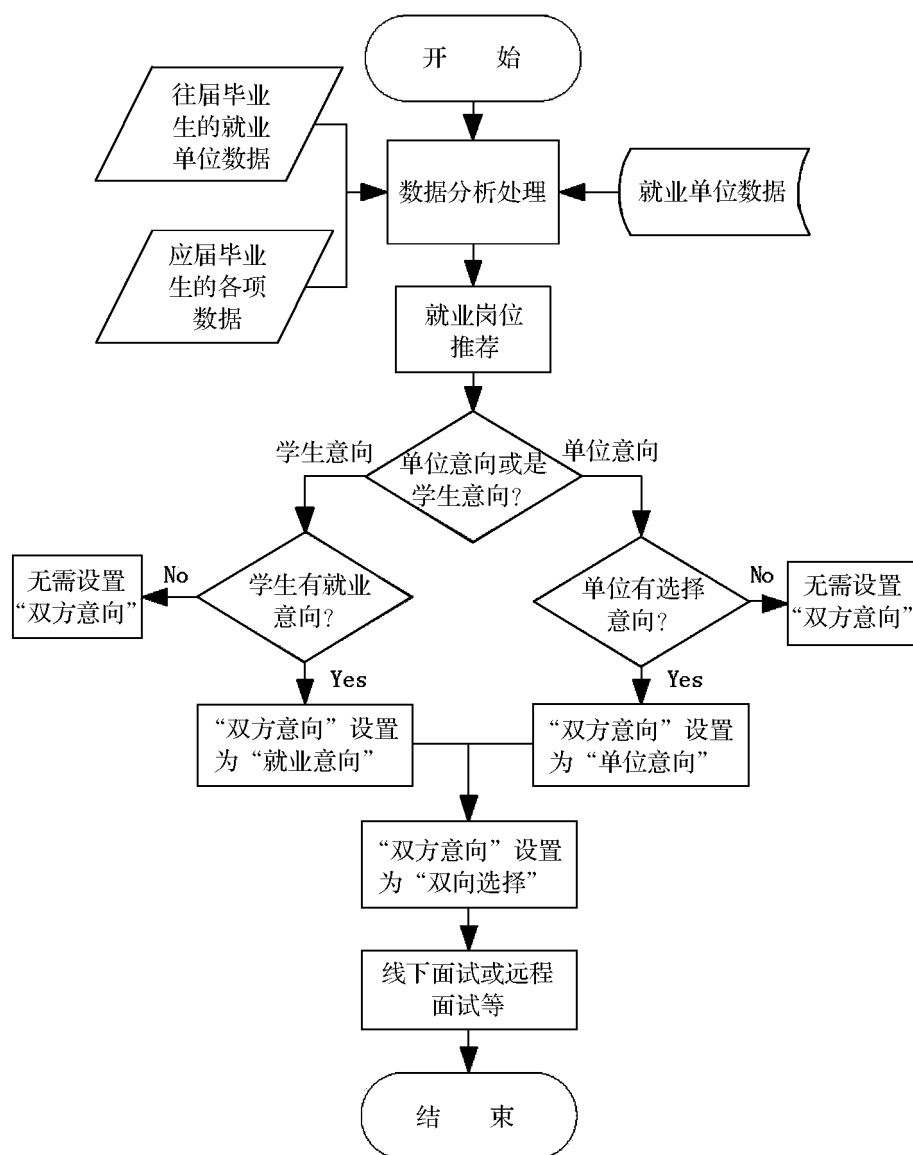 开 始
往届毕业
生的就业
单位数据
数据分析处理
就业单位数据
应届毕业
生的各项
数据
就业岗位
推荐
学生意向
单位意向或是
学生意向？
单位意向
无需设置
“双方意向”
No
学生有就业
意向？
单位有选择
意向？
No
无需设置
“双方意向”
Yes
Yes
“双方意向”设置
为“就业意向”
“双方意向”设置
为“单位意向”
“双方意向”设置
为“双向选择”
线下面试或远程
面试等
结 束